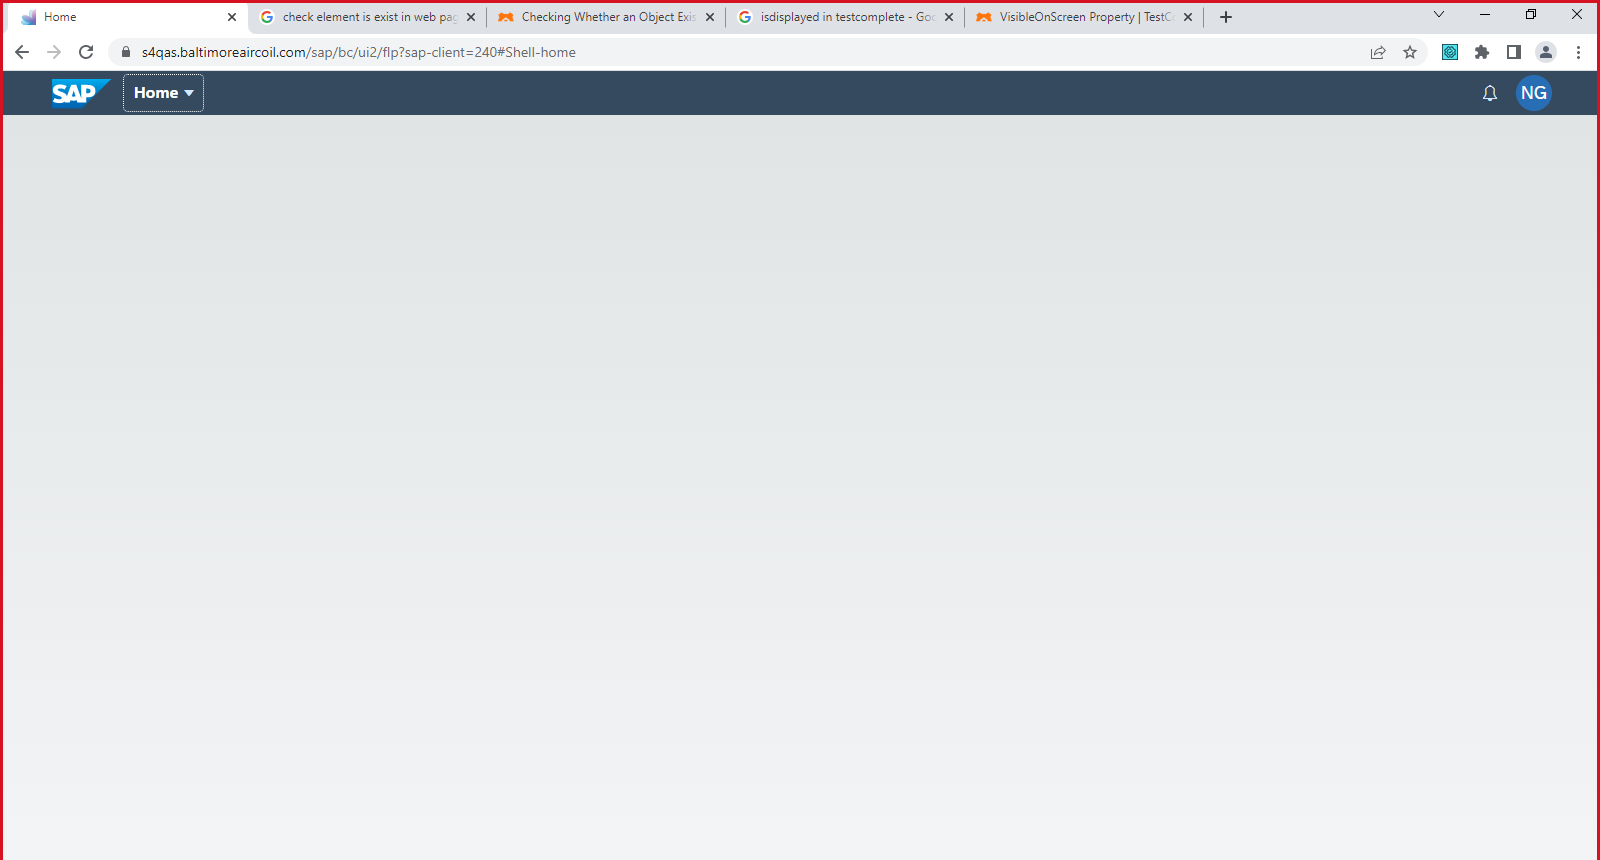 Home
check element is exist in web pag
Checking Whether an Object Exis
isdisplayed in testcomplete - Goo
VisibleOnScreen Property | TestCo
s4qas.baltimoreaircoil.com/sap/bc/ui2/flp?sap-client=240#Shell-home
SAP
Home
NG